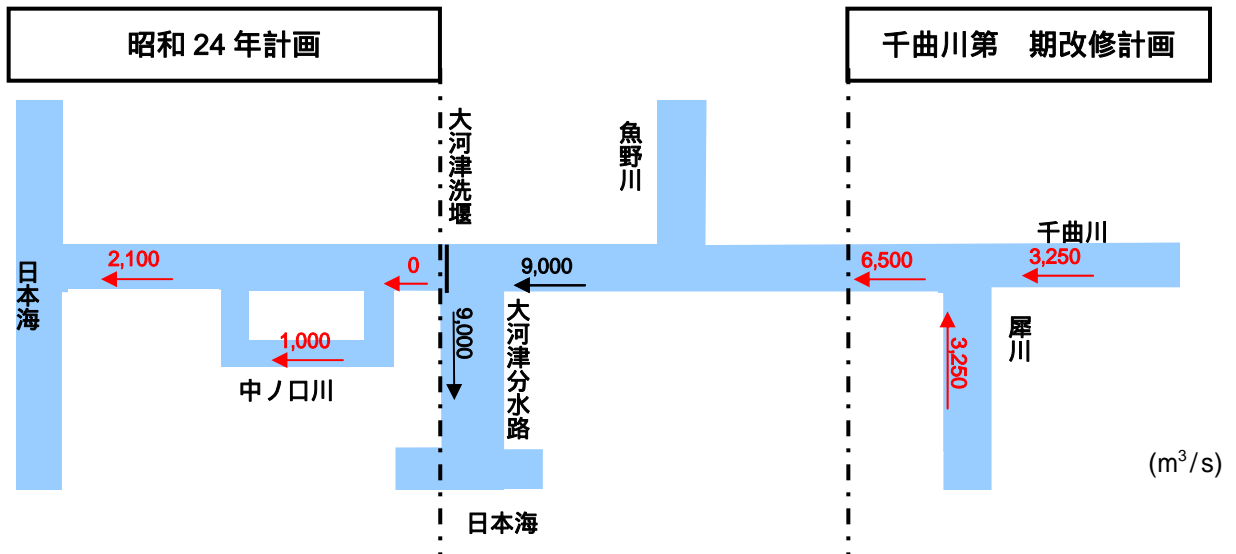 昭和 24 年計画
千曲川第　期改修計画
大河津洗堰
魚野川
千曲川
日本海
2,100
0
9,000
6,500
3,250
9,000
大河津分水路
犀川
3,250
1,000
中ノ口川
(m³/s)
日本海